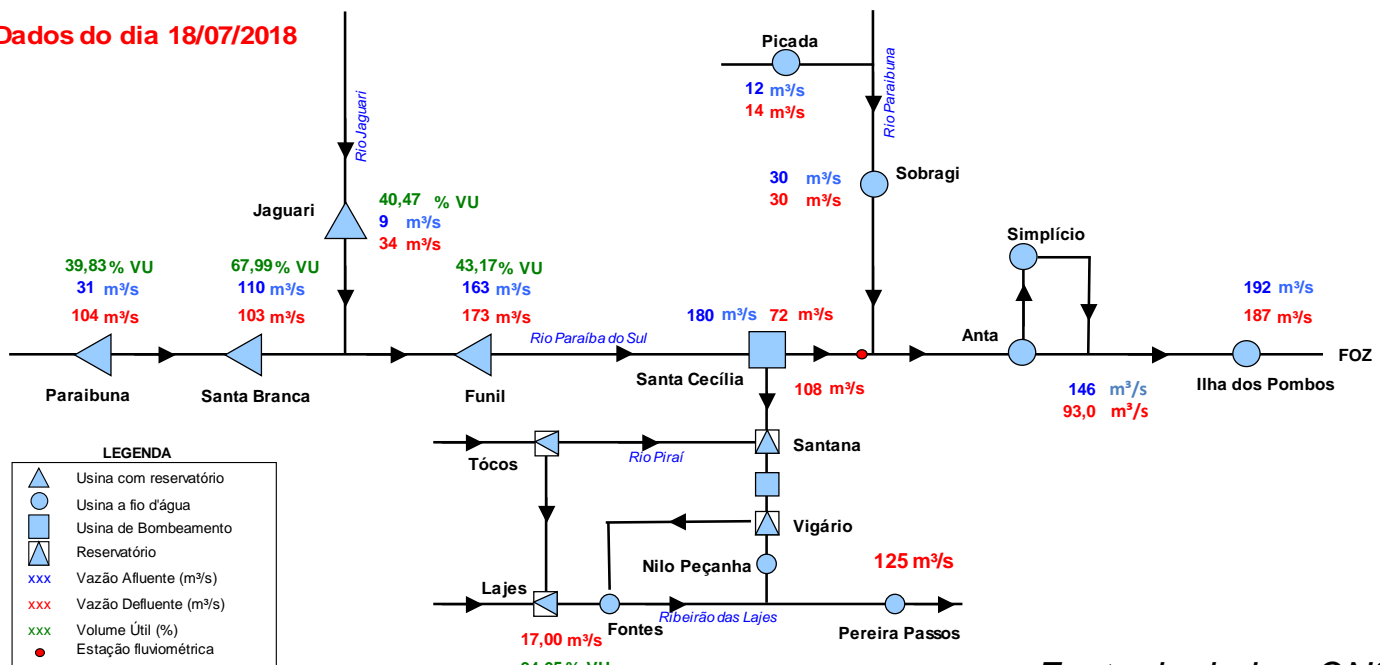 Dados do dia 18/07/2018
Picada
12 m³/s
14 m³/s
Rio Paraibuna
Rio Jaguari
30 m³/s
30 m³/s
Sobragi
Jaguari
40,47 % VU
9 m³/s
34 m³/s
Simplício
39,83% VU
31 m³/s
104 m³/s
67,99% VU
110 m³/s
103 m³/s
43,17% VU
163 m³/s
173 m³/s
192 m³/s
187 m³/s
Rio Paraíba do Sul
180 m³/s 72 m³/s
Anta
FOZ
Paraibuna
Santa Branca
Funil
Santa Cecília
108 m³/s
146 m³/s
93,0 m³/s
Ilha dos Pombos
Tócos
Rio Piraí
Santana
Vigário
Nilo Peçanha
125 m³/s
Lajes
Fontes
Ribeirão das Lajes
Pereira Passos
17,00 m³/s
LEGENDA
Usina com reservatório
Usina a fio d'água
Usina de Bombeamento
Reservatório
xxx Vazão Afluente (m³/s)
xxx Vazão Defluente (m³/s)
xxx Volume Útil (%)
Estação fluviométrica